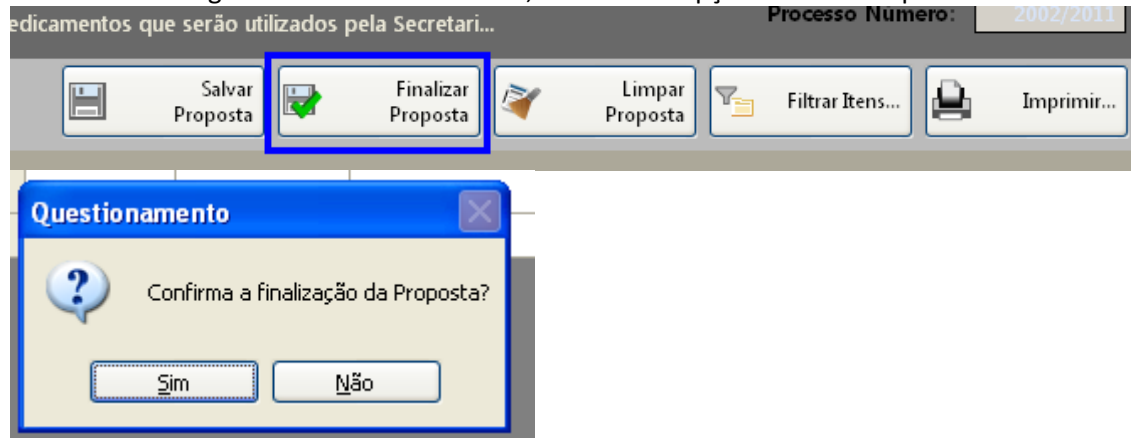 edicamentos que serão utilizados pela Secretari...
Processo Número: 2002/2011
Salvar
Proposta
Finalizar
Proposta
Limpar
Proposta
Filtrar Itens...
Imprimir...
Questionamento
Confirma a finalização da Proposta?
Sim
Não